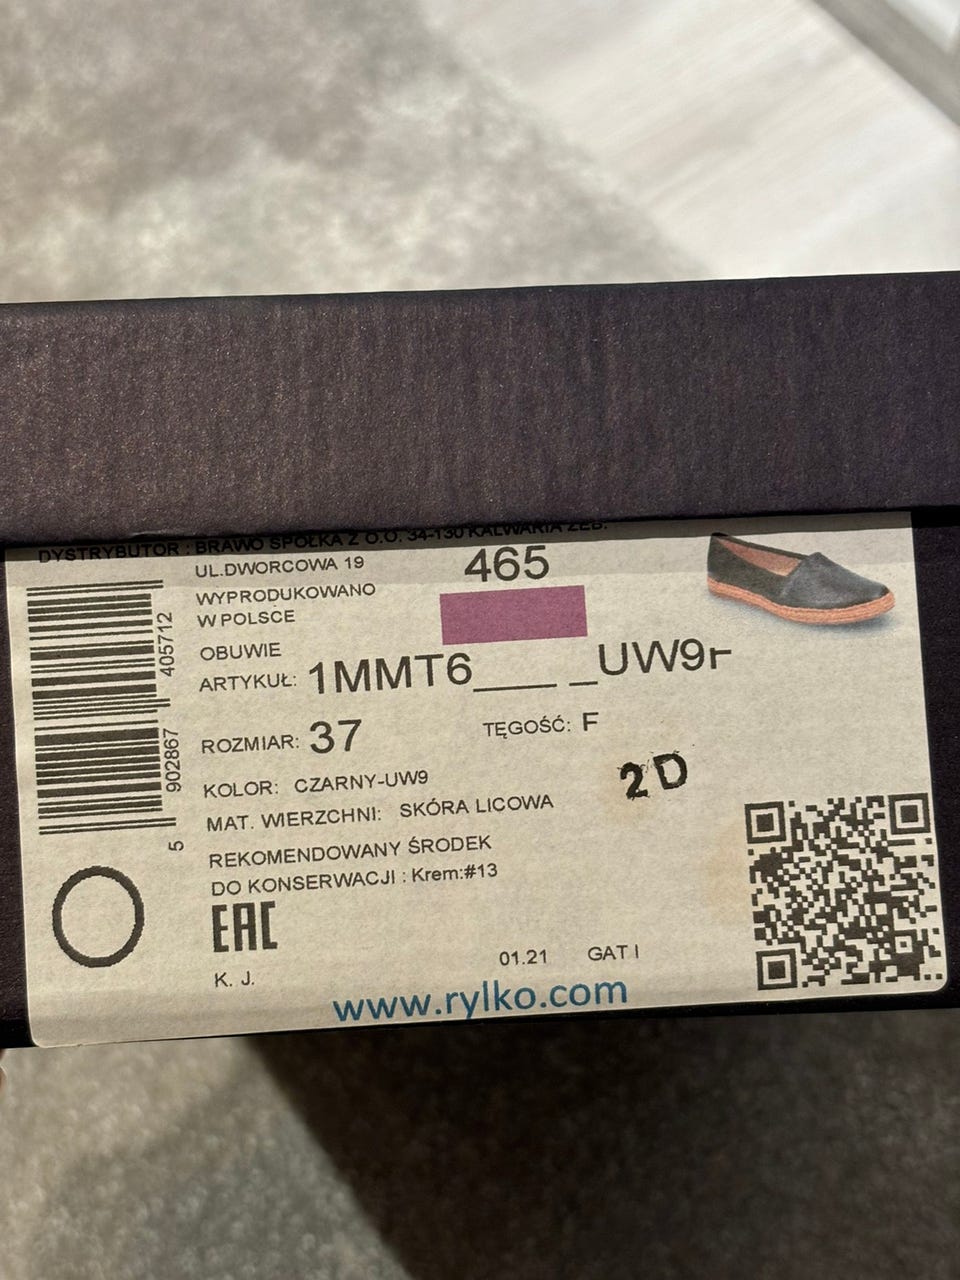 DYSTRYBUTOR : BRAWO SPÓŁKA Z O.O. 34-130 KALWARIA ZEB.
UL.DWORCOWA 19
465
WYPRODUKOWANO
W POLSCE
OBUWIE
ARTYKUŁ: 1MMT6____ _UW9
ROZMIAR: 37
TĘGOŚĆ: F
KOLOR: CZARNY-UW9
2D
MAT. WIERZCHNI: SKÓRA LICOWA
REKOMENDOWANY ŚRODEK
DO KONSERWACJI : Krem:#13
EAC
K. J.
01.21 GAT I
www.rylko.com
5 902867 405712